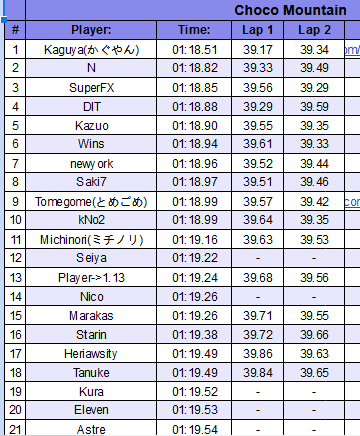 Choco Mountain
# Player: Time: Lap 1 Lap 2
1 Kaguya(かぐやん) 01:18.51 39.17 39.34 om/
2 N 01:18.82 39.33 39.49
3 SuperFX 01:18.85 39.56 39.29
4 DIT 01:18.88 39.29 39.59
5 Kazuo 01:18.90 39.55 39.35
6 Wins 01:18.94 39.61 39.33
7 newyork 01:18.96 39.52 39.44
8 Saki7 01:18.97 39.51 39.46
9 Tomegome(とめごめ) 01:18.99 39.57 39.42 com
10 kNo2 01:18.99 39.64 39.35
11 Michinori(ミチノリ) 01:19.16 39.63 39.53
12 Seiya 01:19.22 - -
13 Player->1.13 01:19.24 39.68 39.56
14 Nico 01:19.26 - -
15 Marakas 01:19.26 39.71 39.55
16 Starin 01:19.38 39.72 39.66
17 Heriawsity 01:19.49 39.86 39.63
18 Tanuke 01:19.49 39.84 39.65
19 Kura 01:19.52 - -
20 Eleven 01:19.53 - -
21 Astre 01:19.54 - -